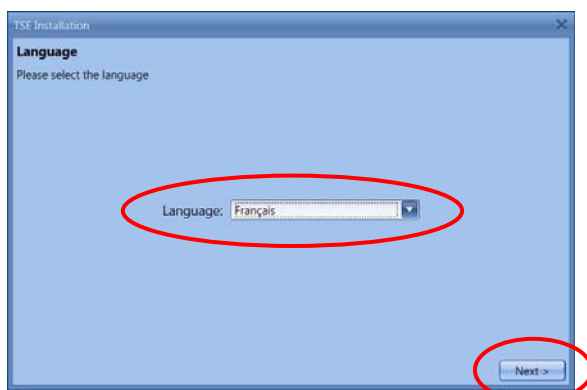 TSE Installation
Language
Please select the language
Language: Français
Next >